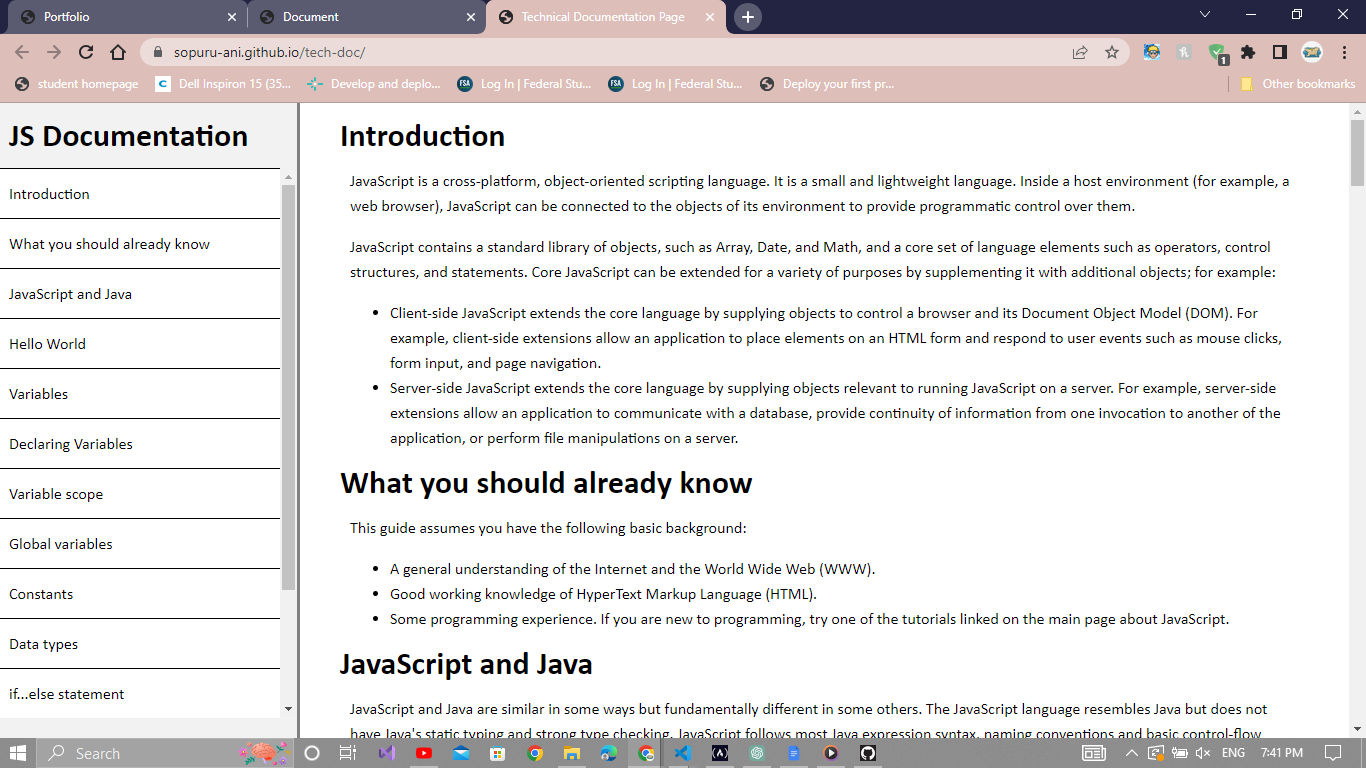 Portfolio
Document
Technical Documentation Page
sopuru-ani.github.io/tech-doc/
1
student homepage
Dell Inspiron 15 (35...
Develop and deplo...
FSA
Log In | Federal Stu...
FSA
Log In | Federal Stu...
Deploy your first pr...
Other bookmarks
JS Documentation
Introduction
What you should already know
JavaScript and Java
Hello World
Variables
Declaring Variables
Variable scope
Global variables
Constants
Data types
if...else statement
Introduction
JavaScript is a cross-platform, object-oriented scripting language. It is a small and lightweight language. Inside a host environment (for example, a
web browser), JavaScript can be connected to the objects of its environment to provide programmatic control over them.
JavaScript contains a standard library of objects, such as Array, Date, and Math, and a core set of language elements such as operators, control
structures, and statements. Core JavaScript can be extended for a variety of purposes by supplementing it with additional objects; for example:
• Client-side JavaScript extends the core language by supplying objects to control a browser and its Document Object Model (DOM). For
example, client-side extensions allow an application to place elements on an HTML form and respond to user events such as mouse clicks,
form input, and page navigation.
• Server-side JavaScript extends the core language by supplying objects relevant to running JavaScript on a server. For example, server-side
extensions allow an application to communicate with a database, provide continuity of information from one invocation to another of the
application, or perform file manipulations on a server.
What you should already know
This guide assumes you have the following basic background:
• A general understanding of the Internet and the World Wide Web (WWW).
• Good working knowledge of HyperText Markup Language (HTML).
• Some programming experience. If you are new to programming, try one of the tutorials linked on the main page about JavaScript.
JavaScript and Java
JavaScript and Java are similar in some ways but fundamentally different in some others. The JavaScript language resembles Java but does not
have Java's static typing and strong type checking. JavaScript follows most Java expression syntax, naming conventions and basic control-flow
Search
ENG
7:41 PM